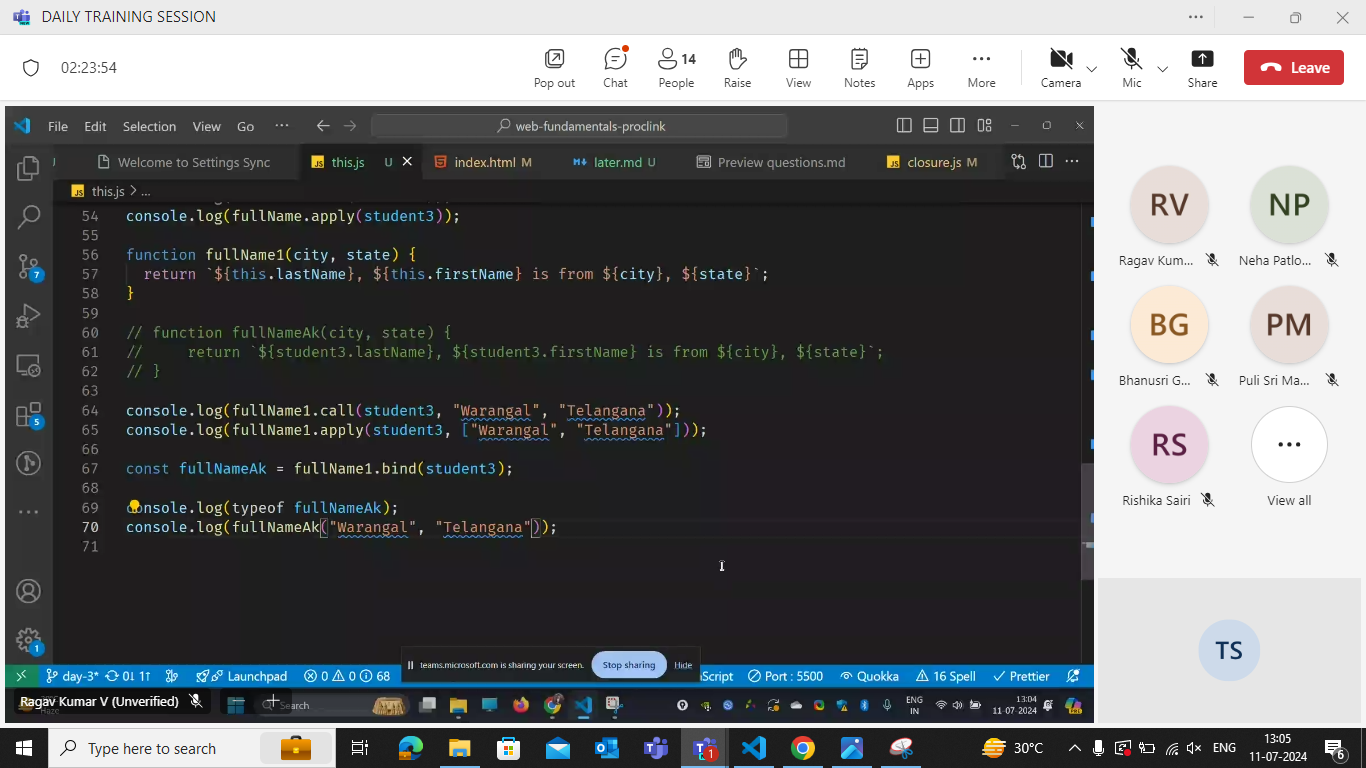 DAILY TRAINING SESSION
02:23:54
Pop out
Chat
14
People
Raise
View
Notes
Apps
More
Camera
Mic
Share
Leave
File Edit Selection View Go
web-fundamentals-proclink
U
Welcome to Settings Sync
JS this.js U
index.html M
later.md U
Preview questions.md
JS closure.js M
JS this.js > ...
54 console.log(fullName.apply(student3));
55
56 function fullName1(city, state) {
57 return `${this.lastName}, ${this.firstName} is from ${city}, ${state}`;
58 }
59
60 // function fullNameAk(city, state) {
61 // return `${student3.lastName}, ${student3.firstName} is from ${city}, ${state}`;
62 // }
63
64 console.log(fullName1.call(student3, "Warangal", "Telangana"));
65 console.log(fullName1.apply(student3, ["Warangal", "Telangana"]));
66
67 const fullNameAk = fullName1.bind(student3);
68
69 console.log(typeof fullNameAk);
70 console.log(fullNameAk("Warangal", "Telangana"));
71
7
5
1
teams.microsoft.com is sharing your screen.
Stop sharing
Hide
day-3* 0↓ 1↑
Launchpad
0 0 68
Script
Port : 5500
Quokka
16 Spell
Prettier
Ragav Kumar V (Unverified)
Haze
Search
ENG
IN
13:04
11-07-2024
RV
Ragav Kum...
NP
Neha Patlo...
BG
Bhanusri G...
PM
Puli Sri Ma...
RS
Rishika Sairi
View all
TS
Type here to search
1
30°C
ENG
13:05
11-07-2024
6